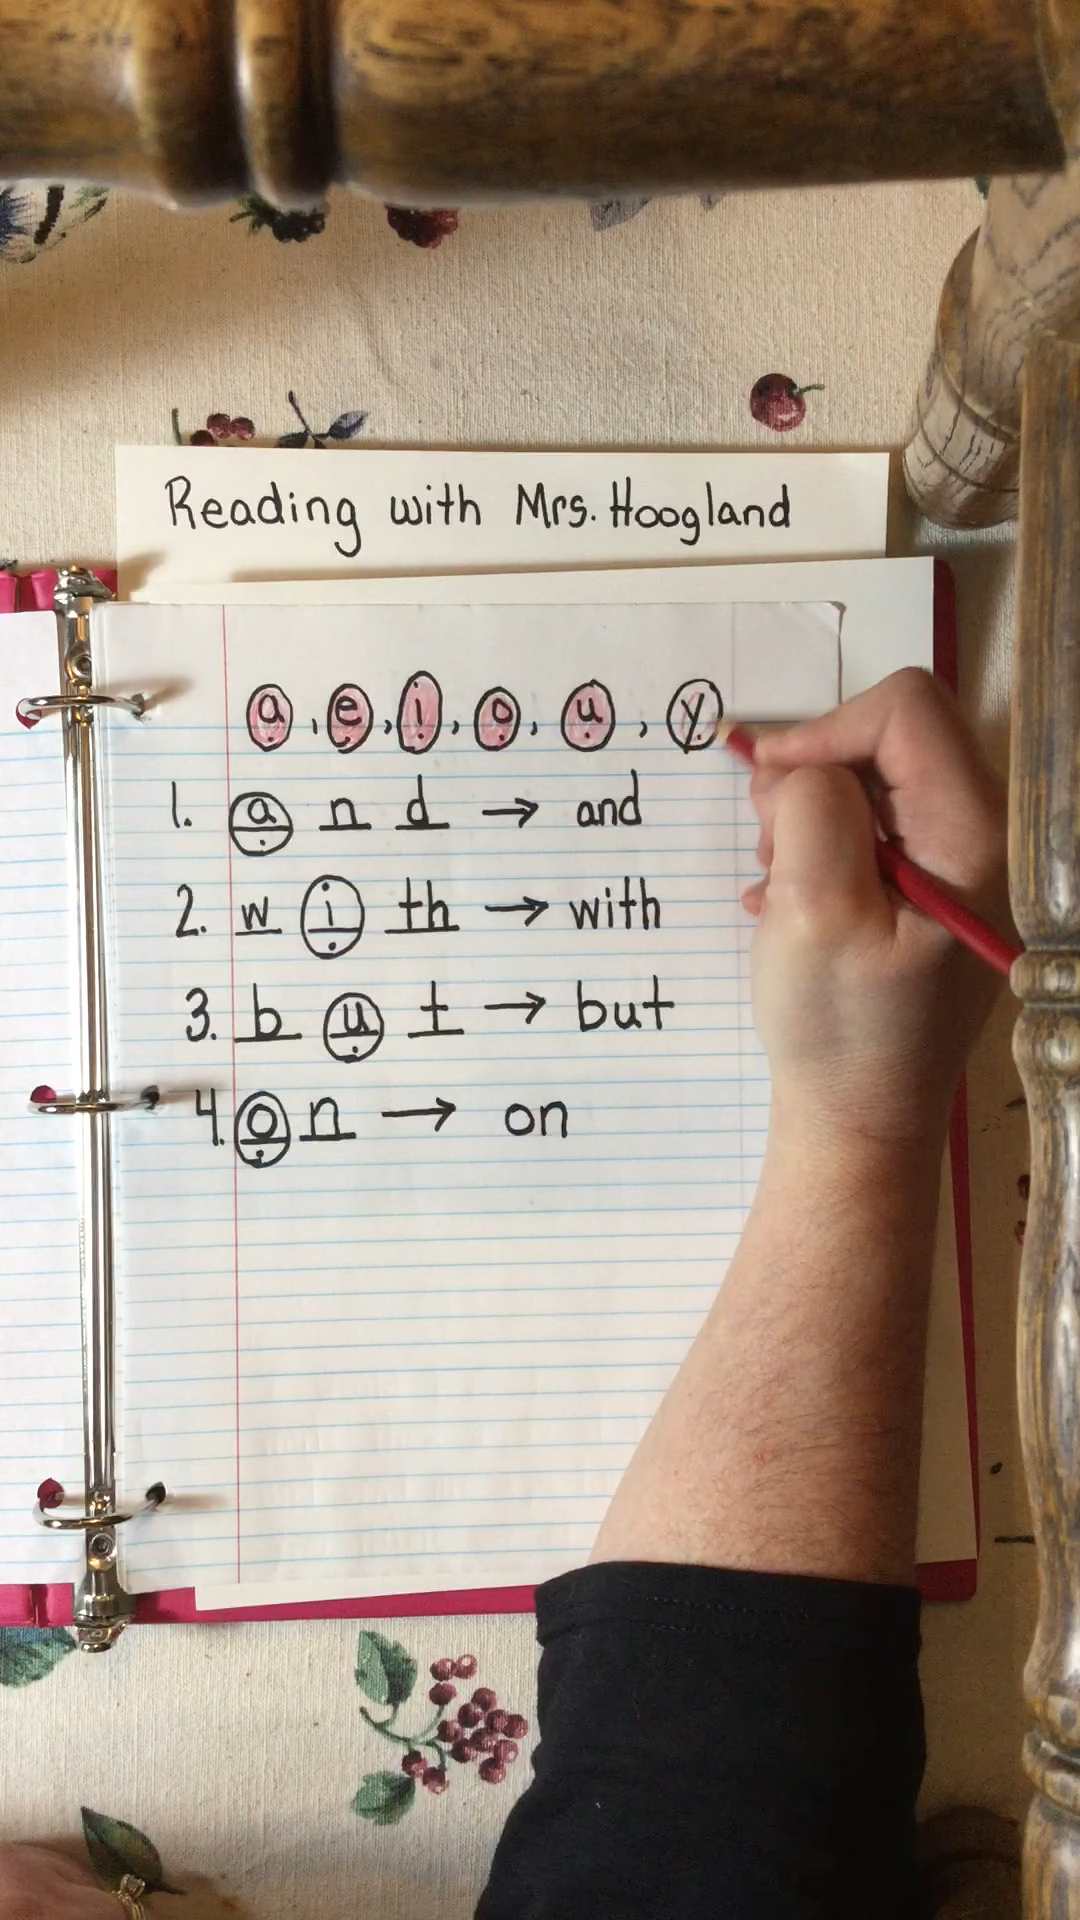 Reading with Mrs. Hoogland
a, e, i, o, u, y
1. a n d → and
2. w i th → with
3. b u t → but
4. o n → on